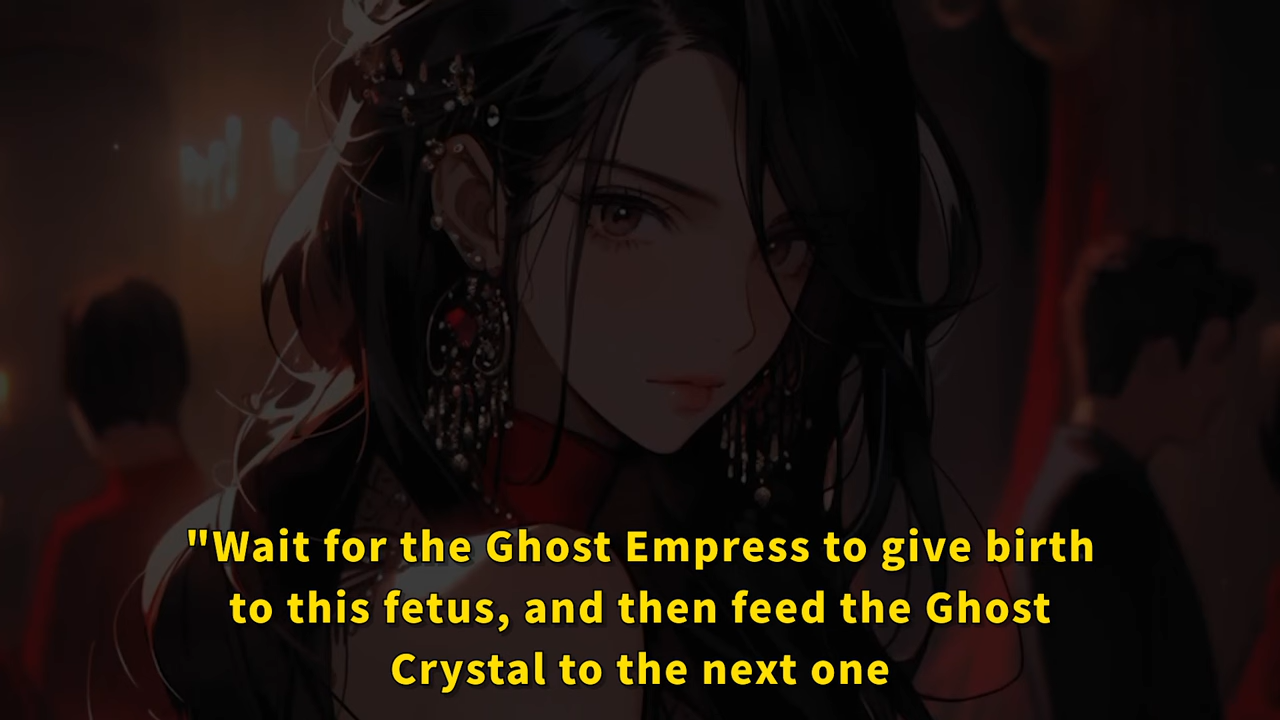 "Wait for the Ghost Empress to give birth
to this fetus, and then feed the Ghost
Crystal to the next one